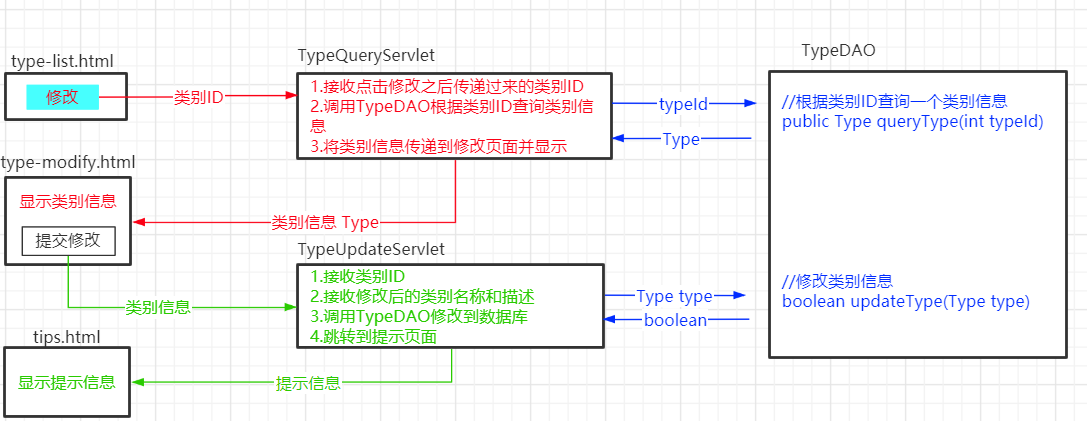 type-list.html
修改
类别ID
TypeQueryServlet
1.接收点击修改之后传递过来的类别ID
2.调用TypeDAO根据类别ID查询类别信
息
3.将类别信息传递到修改页面并显示
typeId
Type
TypeDAO
//根据类别ID查询一个类别信息
public Type queryType(int typeId)
type-modify.html
显示类别信息
提交修改
类别信息 Type
类别信息
TypeUpdateServlet
1.接收类别ID
2.接收修改后的类别名称和描述
3.调用TypeDAO修改到数据库
4.跳转到提示页面
Type type
boolean
//修改类别信息
boolean updateType(Type type)
tips.html
显示提示信息
提示信息